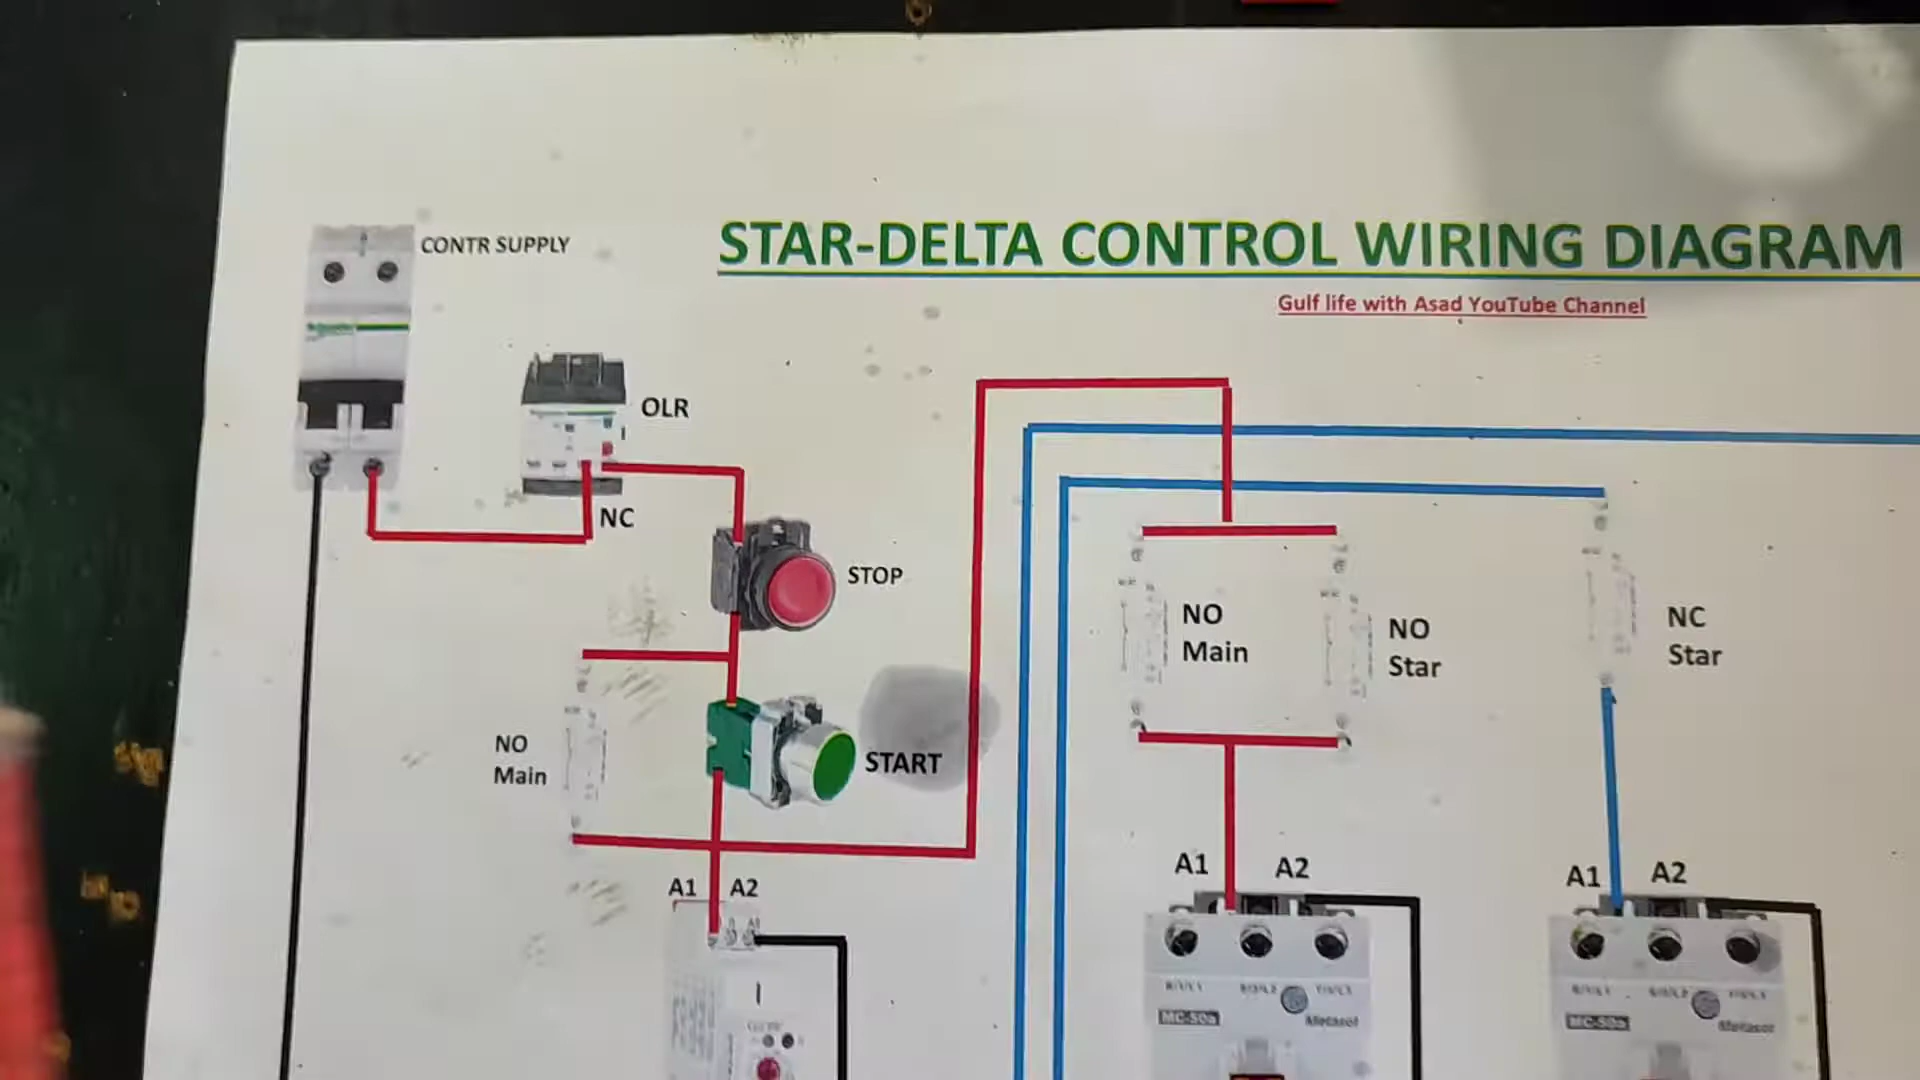 STAR-DELTA CONTROL WIRING DIAGRAM
Gulf life with Asad YouTube Channel
CONTR SUPPLY
OLR
NC
STOP
NO
Main
START
A1 A2
NO
Main
NO
Star
NC
Star
A1 A2
A1 A2
MC-50a
Metasol
MC-50a
Metasol